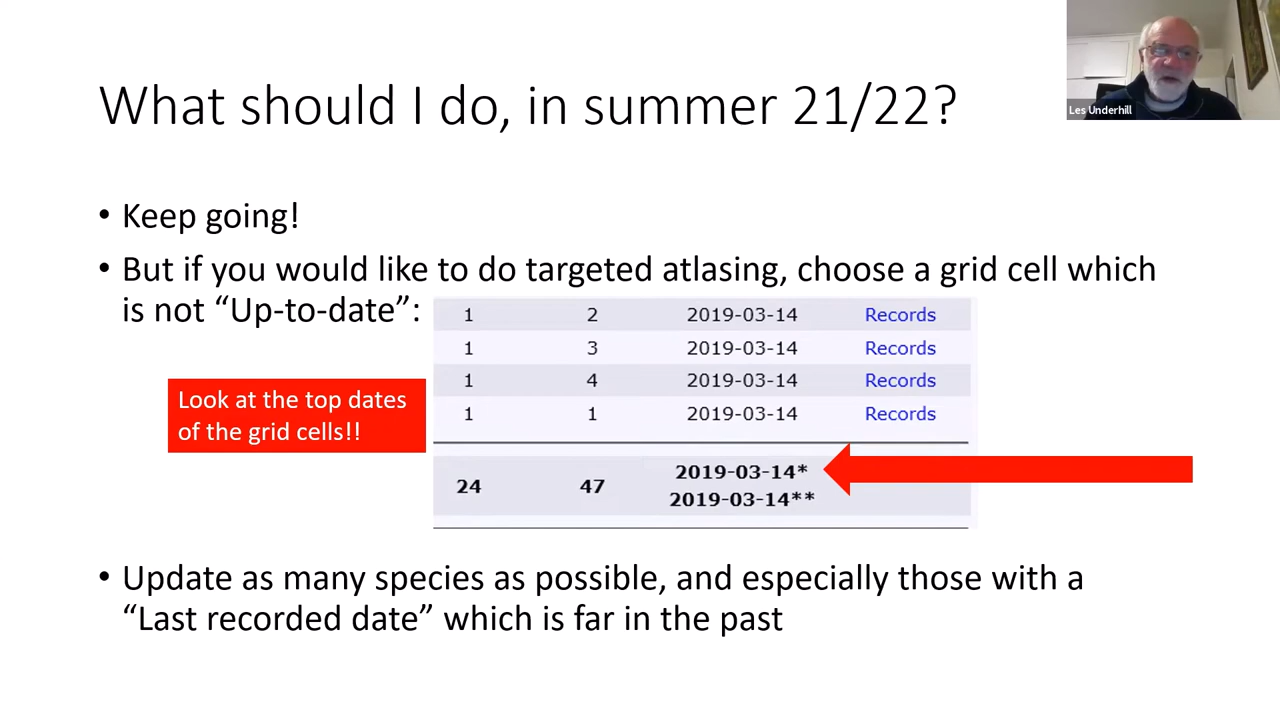 Les Underhill
What should I do, in summer 21/22?
• Keep going!
• But if you would like to do targeted atlasing, choose a grid cell which
is not “Up-to-date”:
1 2 2019-03-14 Records
1 3 2019-03-14 Records
1 4 2019-03-14 Records
1 1 2019-03-14 Records
Look at the top dates
of the grid cells!!
24 47 2019-03-14*
2019-03-14**
• Update as many species as possible, and especially those with a
“Last recorded date” which is far in the past